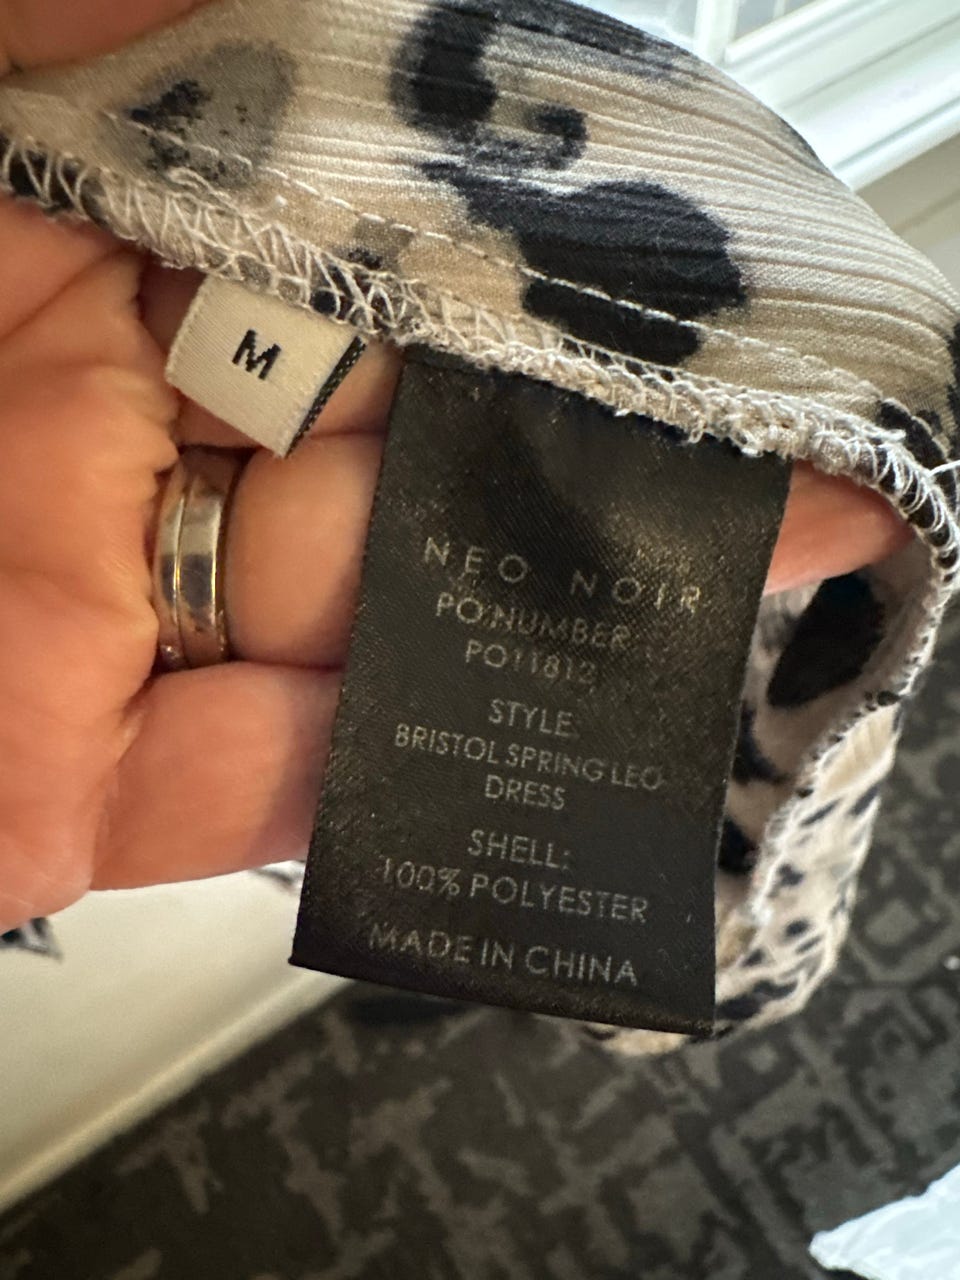 M
NEO NOIR
PO.NUMBER
PO11812
STYLE:
BRISTOL SPRING LEO
DRESS
SHELL:
100% POLYESTER
MADE IN CHINA